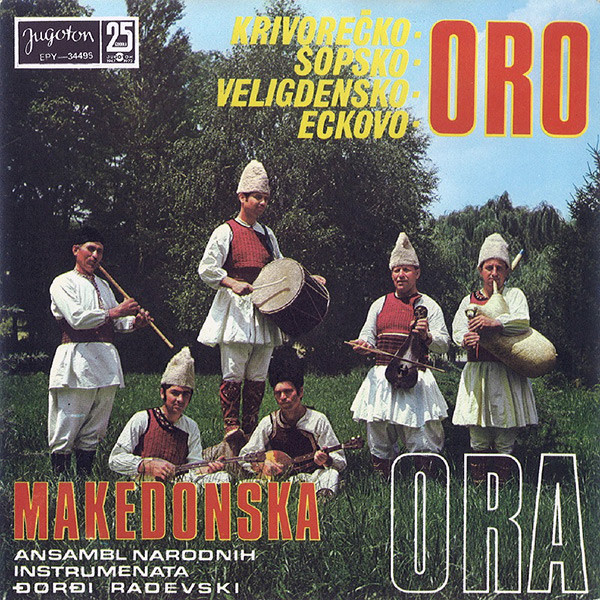 Jugoton
EPY—34495
25
KRIVOREČKO·
ŠOPSKO·
VELIGDENSKO·
ECKOVO·
ORO
MAKEDONSKA
ORA
ANSAMBL NARODNIH
INSTRUMENATA
ĐORĐI RADEVSKI